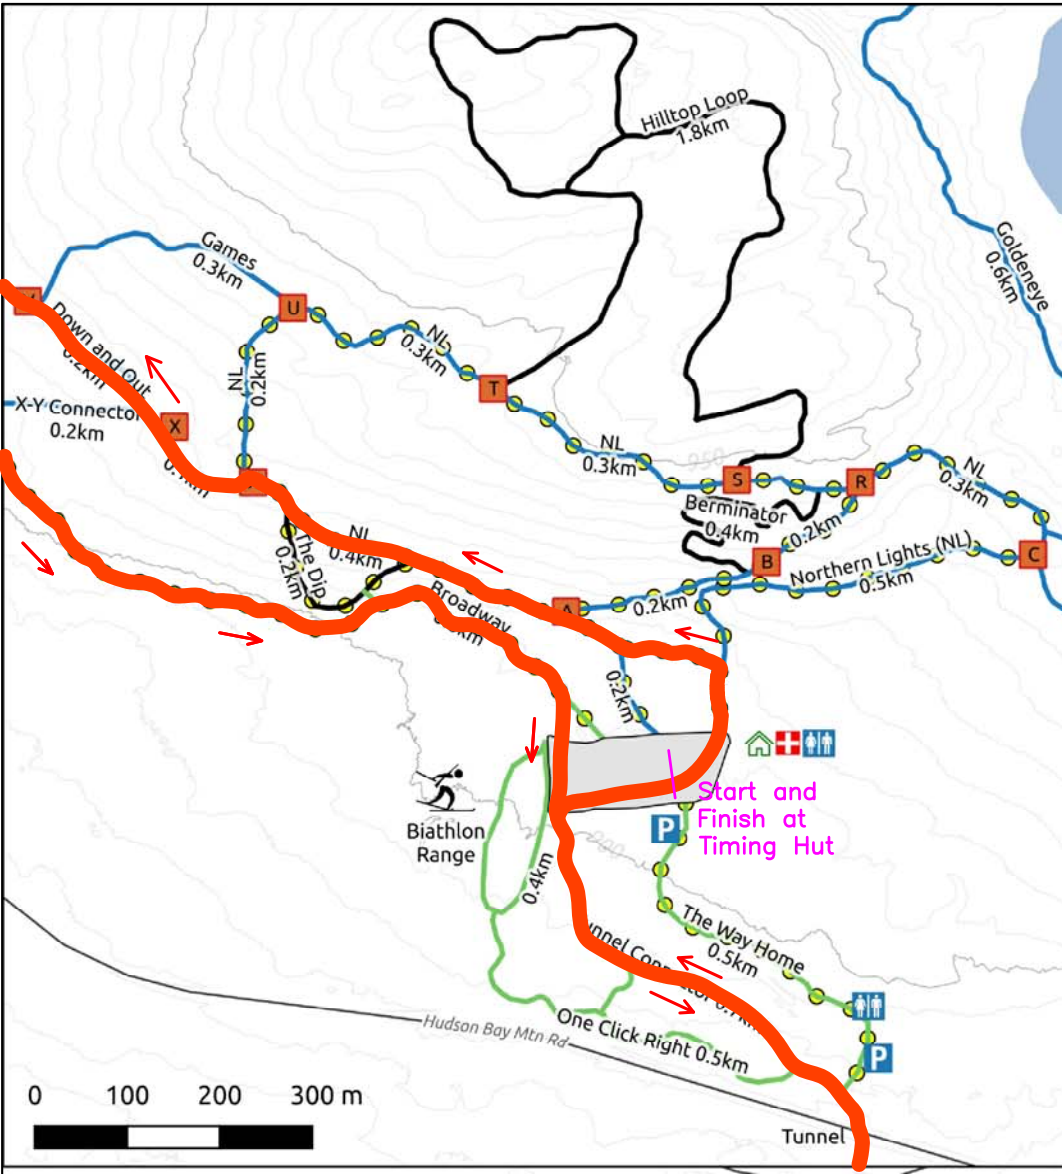 Hilltop Loop
1.8km
Goldeneye
0.6km
Games
0.3km
U
Down and Out
0.2km
NL
0.2km
NL
0.3km
T
X-Y Connector
0.2km
X
NL
0.3km
950
S
R
NL
0.3km
Berminator
0.4km
0.2km
B
Northern Lights (NL)
0.5km
C
NL
0.4km
The Dip
0.2km
A
0.2km
Broadway
0.2km
P
Start and
Finish at
Timing Hut
Biathlon
Range
0.4km
The Way Home
0.5km
P
One Click Right 0.5km
Hudson Bay Mtn Rd
0 100 200 300 m
Tunnel